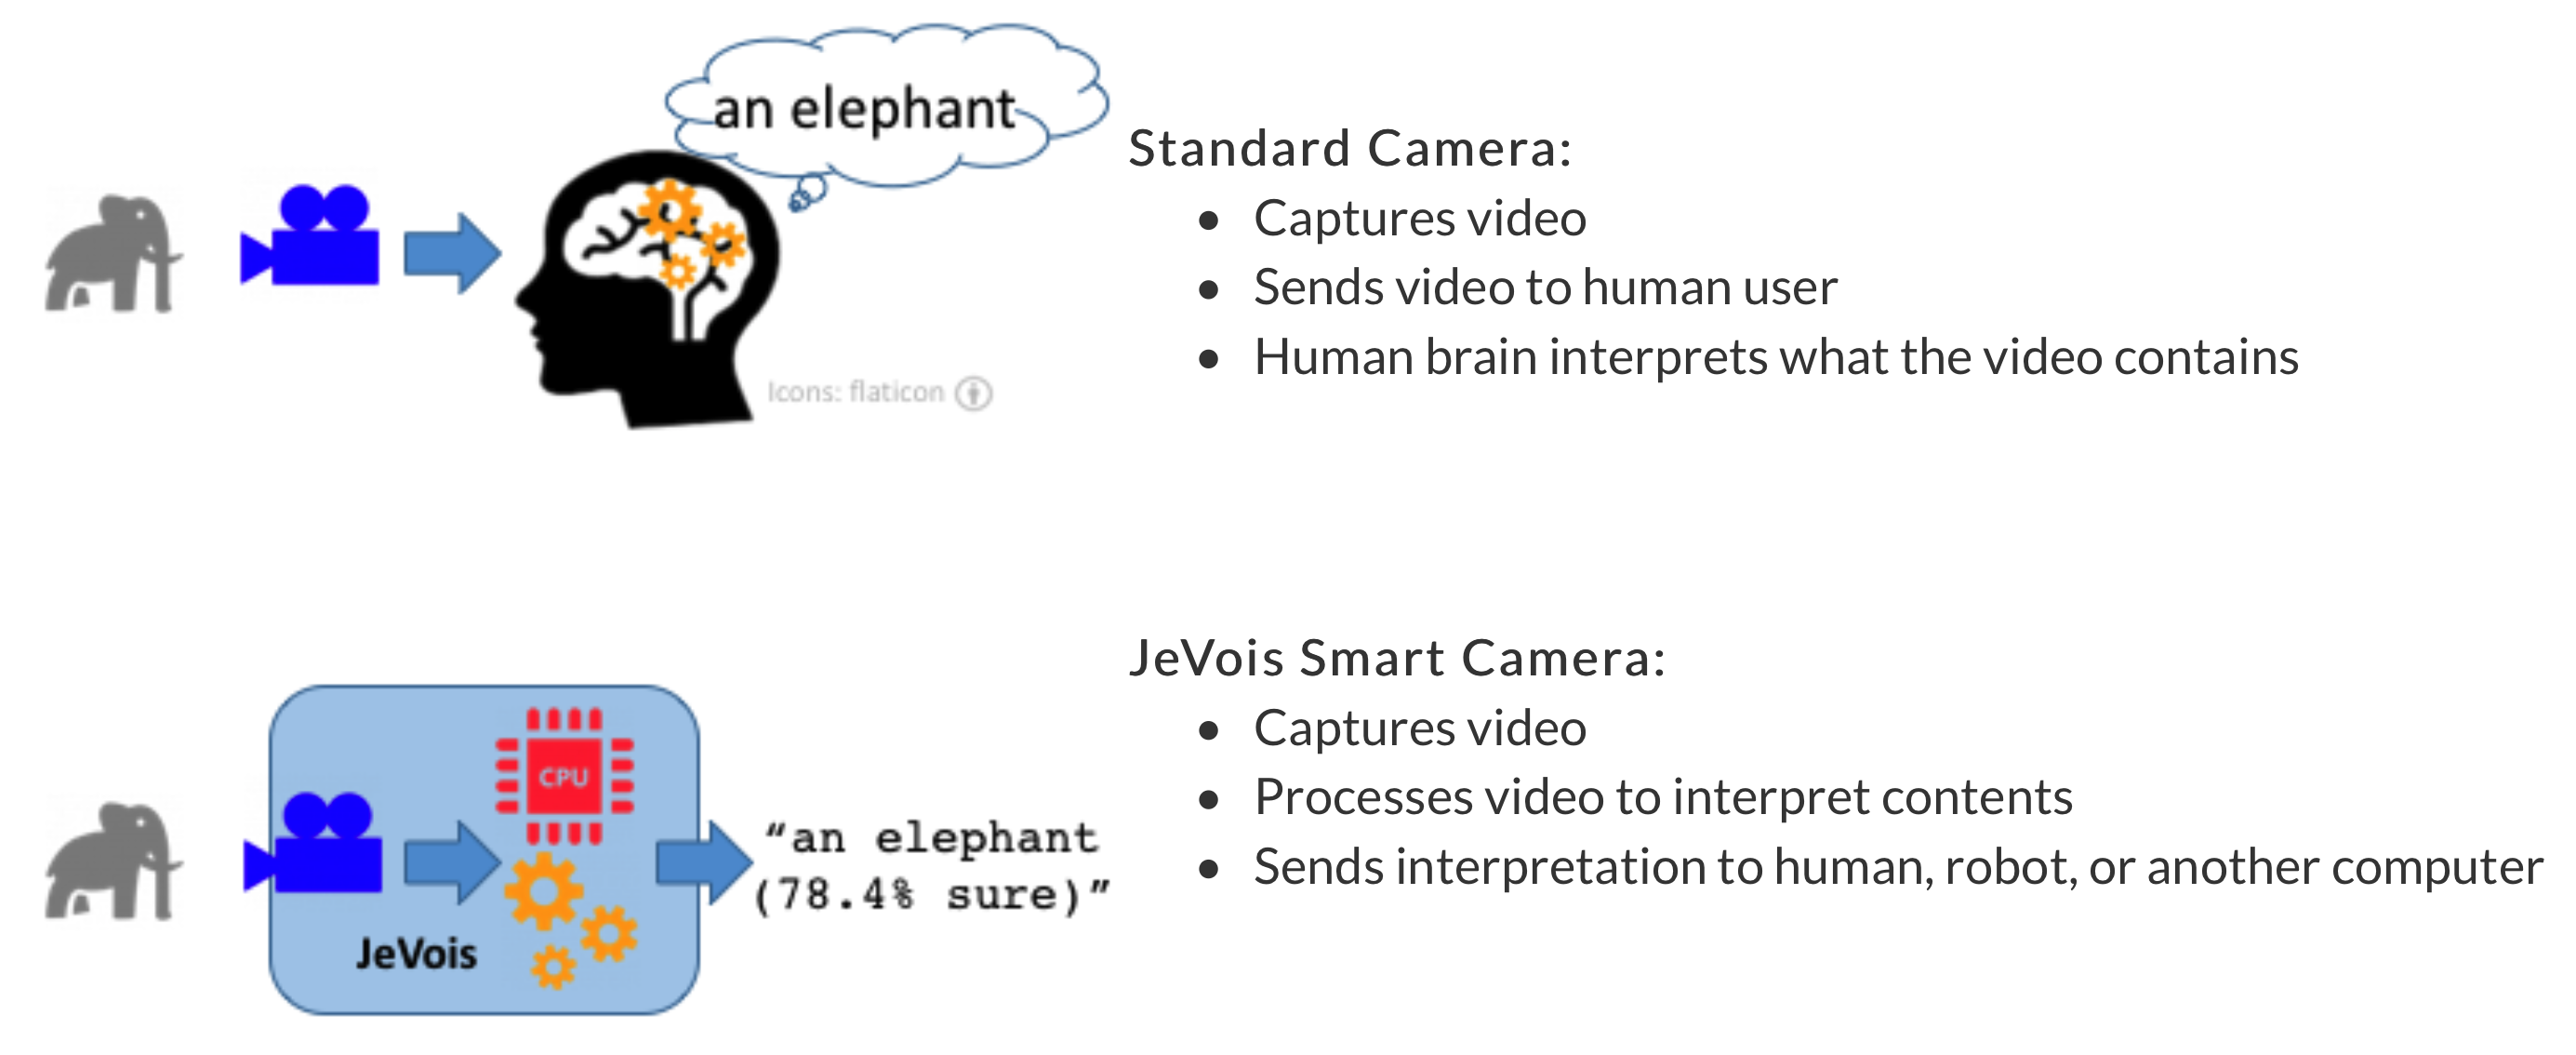 an elephant
Standard Camera:
• Captures video
• Sends video to human user
• Human brain interprets what the video contains
Icons: flaticon
JeVois Smart Camera:
• Captures video
• Processes video to interpret contents
• Sends interpretation to human, robot, or another computer
CPU
JeVois
“an elephant
(78.4% sure)”